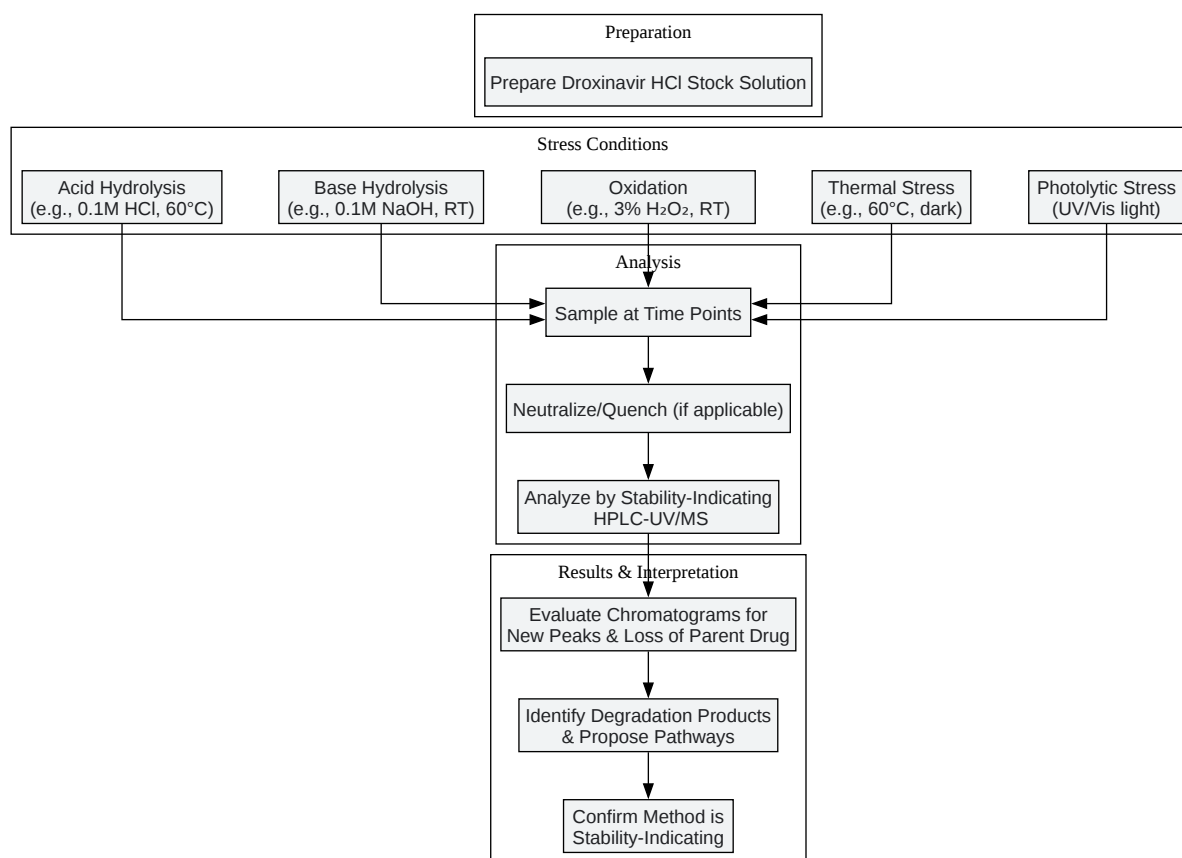 Preparation
Prepare Droxinavir HCl Stock Solution
Stress Conditions
Acid Hydrolysis
(e.g., 0.1M HCl, 60°C)
Base Hydrolysis
(e.g., 0.1M NaOH, RT)
Oxidation
(e.g., 3% H₂O₂, RT)
Thermal Stress
(e.g., 60°C, dark)
Photolytic Stress
(UV/Vis light)
Analysis
Sample at Time Points
Neutralize/Quench (if applicable)
Analyze by Stability-Indicating
HPLC-UV/MS
Results & Interpretation
Evaluate Chromatograms for
New Peaks & Loss of Parent Drug
Identify Degradation Products
& Propose Pathways
Confirm Method is
Stability-Indicating